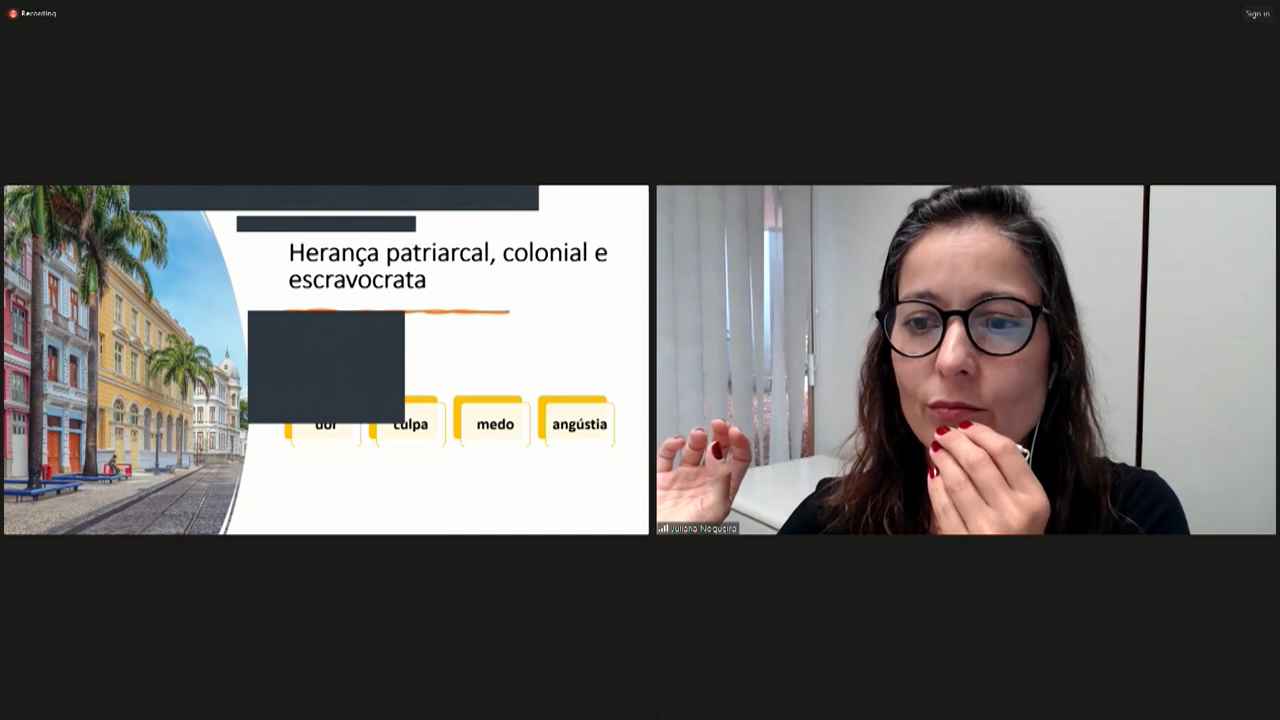 Recording
Sign in
Herança patriarcal, colonial e
escravocrata
dor
culpa
medo
angústia
Juliana Nogueira